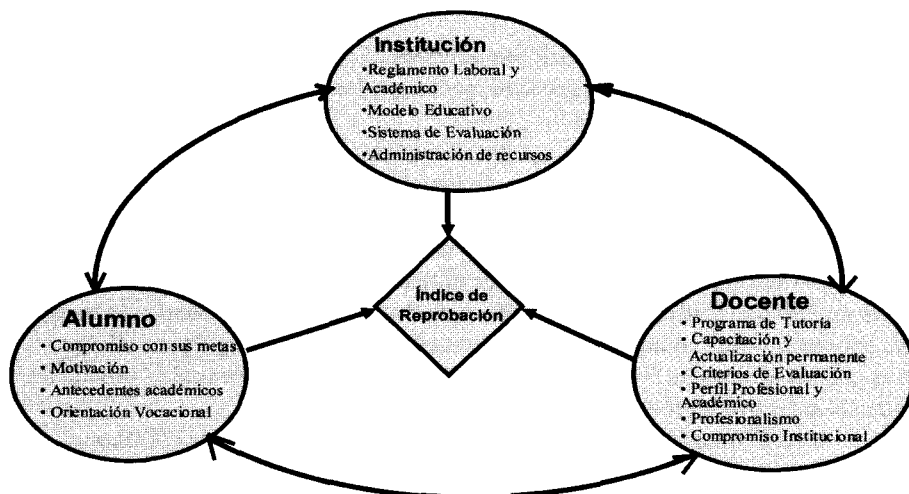 Institución
•Reglamento Laboral y
Académico
•Modelo Educativo
•Sistema de Evaluación
•Administración de recursos
Índice de
Reprobación
Alumno
• Compromiso con sus metas
• Motivación
• Antecedentes académicos
• Orientación Vocacional
Docente
• Programa de Tutoría
• Capacitación y
Actualización permanente
• Criterios de Evaluación
• Perfil Profesional y
Académico
• Profesionalismo
• Compromiso Institucional